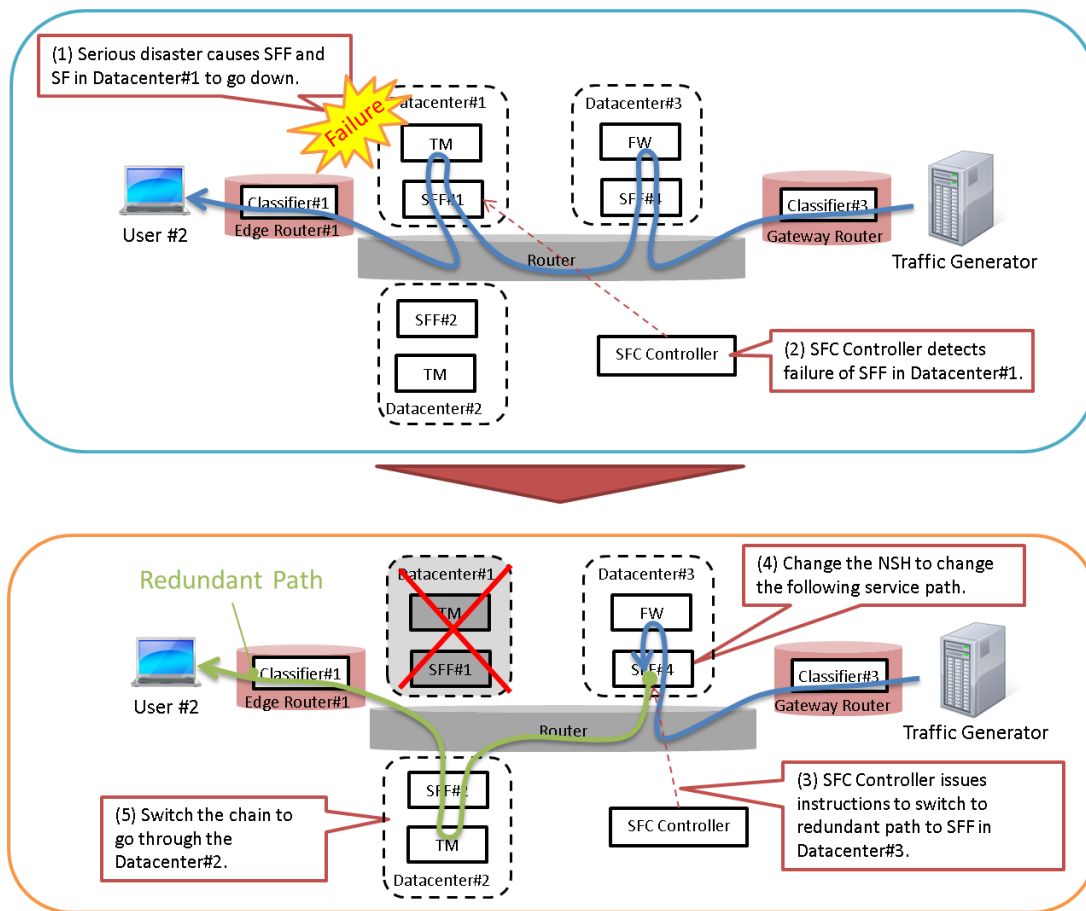 (1) Serious disaster causes SFF and
SF in Datacenter#1 to go down.
Failure
Datacenter#1
Datacenter#3
TM
FW
SFF#1
SFF#4
Classifier#1
Classifier#3
User #2
Edge Router#1
Gateway Router
Router
Traffic Generator
SFF#2
TM
Datacenter#2
SFC Controller
(2) SFC Controller detects
failure of SFF in Datacenter#1.
Redundant Path
Datacenter#1
Datacenter#3
(4) Change the NSH to change
the following service path.
TM
FW
SFF#1
SFF#4
Classifier#1
Classifier#3
User #2
Edge Router#1
Gateway Router
Router
Traffic Generator
(5) Switch the chain to
go through the
Datacenter#2.
SFF#2
TM
Datacenter#2
SFC Controller
(3) SFC Controller issues
instructions to switch to
redundant path to SFF in
Datacenter#3.